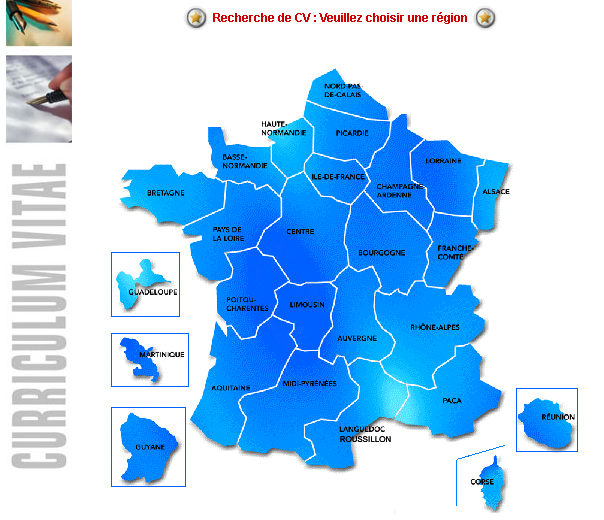 Recherche de CV : Veuillez choisir une région
CURRICULUM VITAE
NORD PAS
DE-CALAIS
HAUTE-
NORMANDIE
PICARDIE
BASSE-
NORMANDIE
ILE-DE-FRANCE
LORRAINE
CHAMPAGNE
ARDENNE
ALSACE
BRETAGNE
PAYS DE
LA LOIRE
CENTRE
BOURGOGNE
FRANCHE-
COMTÉ
GUADELOUPE
POITOU-
CHARENTES
LIMOUSIN
AUVERGNE
RHÔNE-ALPES
MARTINIQUE
AQUITAINE
MIDI-PYRÉNÉES
PACA
LANGUEDOC
ROUSSILLON
RÉUNION
GUYANE
CORSE